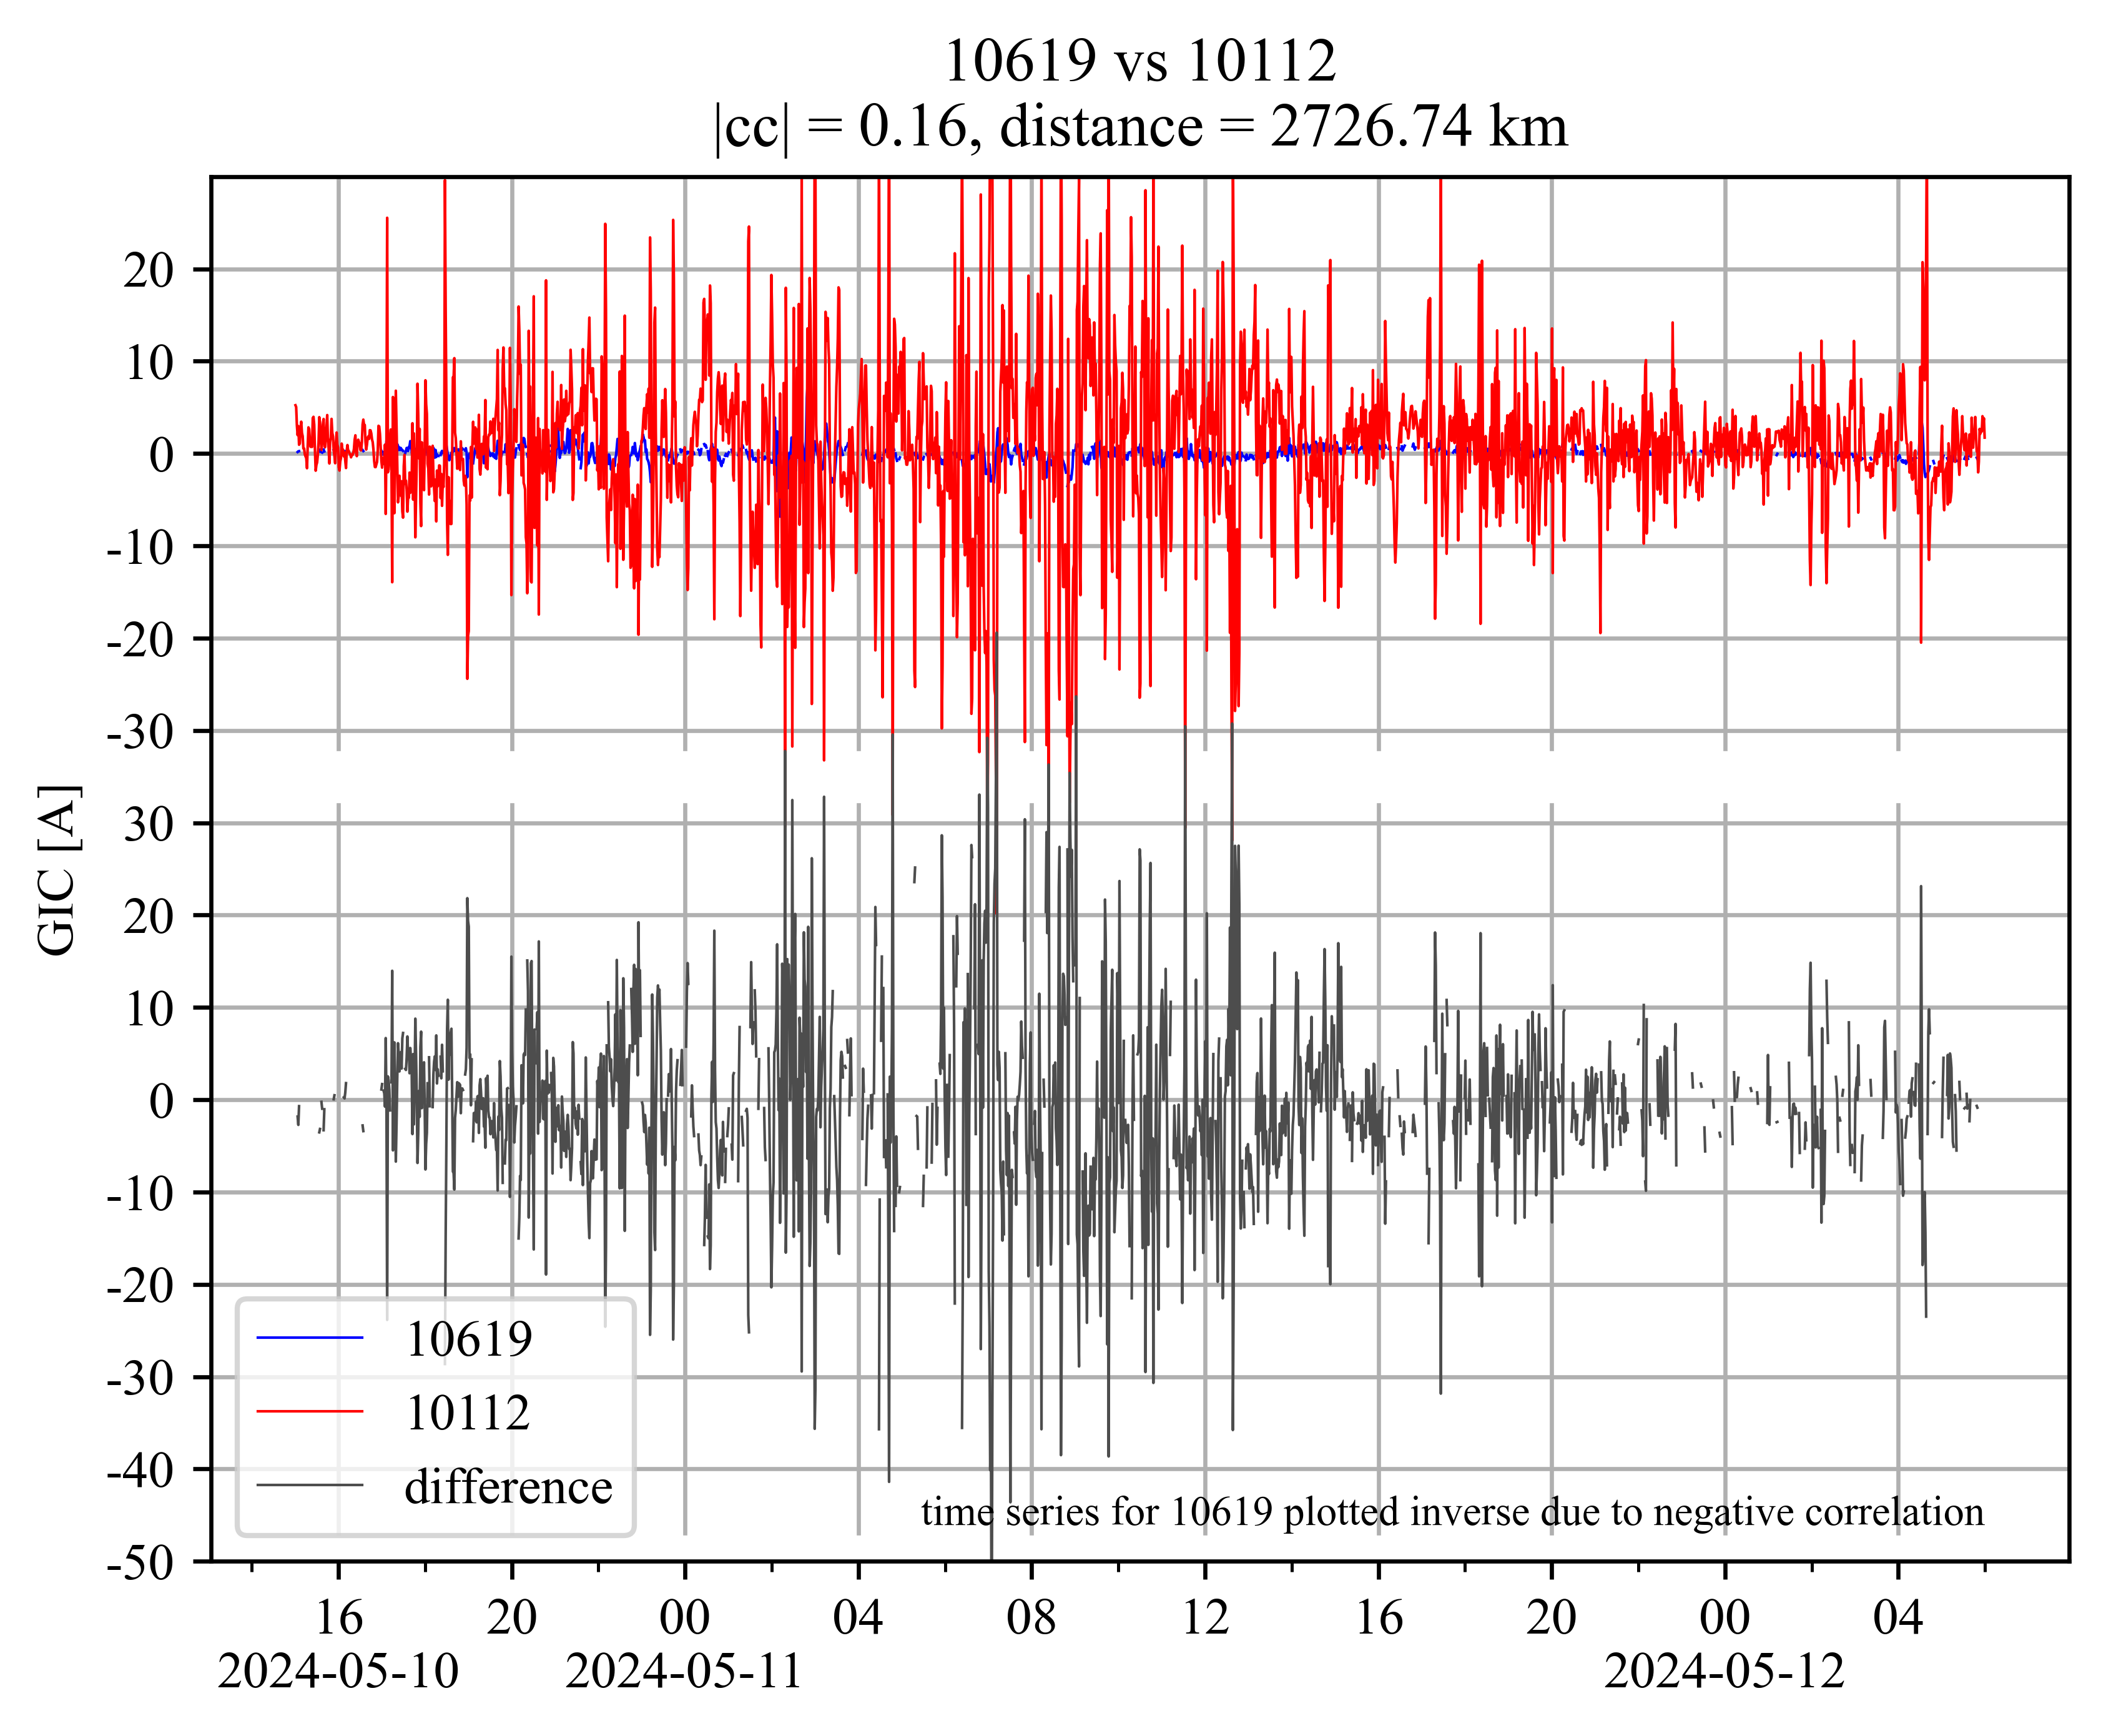 10619 vs 10112
|cc| = 0.16, distance = 2726.74 km
GIC [A]
20
10
0
-10
-20
-30
30
20
10
0
-10
-20
-30
-40
-50
10619
10112
difference
time series for 10619 plotted inverse due to negative correlation
16 20 00 04 08 12 16 20 00 04
2024-05-10 2024-05-11 2024-05-12